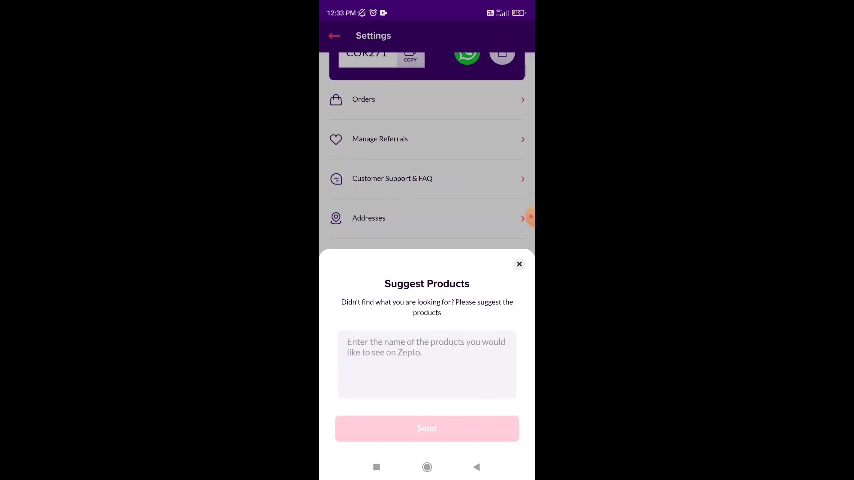 12:33 PM
Settings
COPY
Orders
Manage Referrals
Customer Support & FAQ
Addresses
Suggest Products
Didn't find what you are looking for? Please suggest the
products
Enter the name of the products you would
like to see on Zepto.
Send